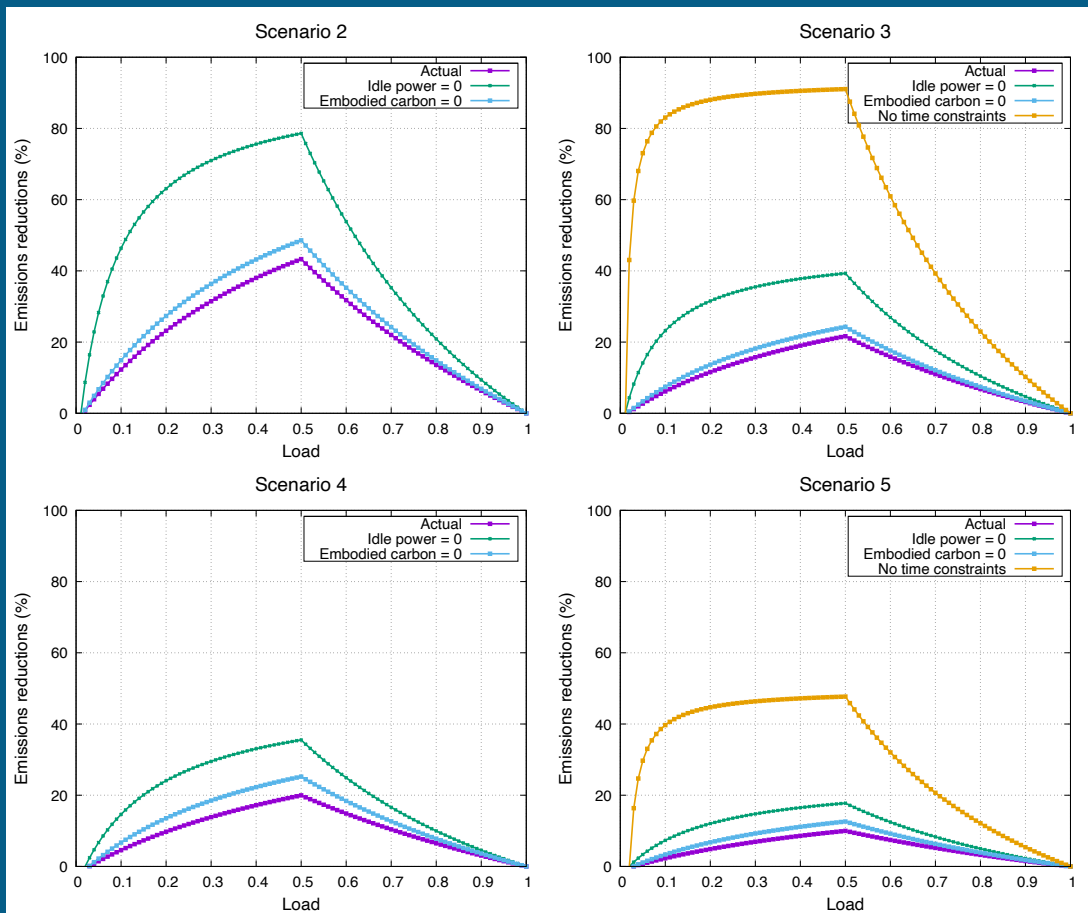 Scenario 2
100
80
60
40
20
0
Emissions reductions (%)
Actual
Idle power = 0
Embodied carbon = 0
0 0.1 0.2 0.3 0.4 0.5 0.6 0.7 0.8 0.9 1
Load
Scenario 3
100
80
60
40
20
0
Emissions reductions (%)
Actual
Idle power = 0
Embodied carbon = 0
No time constraints
0 0.1 0.2 0.3 0.4 0.5 0.6 0.7 0.8 0.9 1
Load
Scenario 4
100
80
60
40
20
0
Emissions reductions (%)
Actual
Idle power = 0
Embodied carbon = 0
0 0.1 0.2 0.3 0.4 0.5 0.6 0.7 0.8 0.9 1
Load
Scenario 5
100
80
60
40
20
0
Emissions reductions (%)
Actual
Idle power = 0
Embodied carbon = 0
No time constraints
0 0.1 0.2 0.3 0.4 0.5 0.6 0.7 0.8 0.9 1
Load